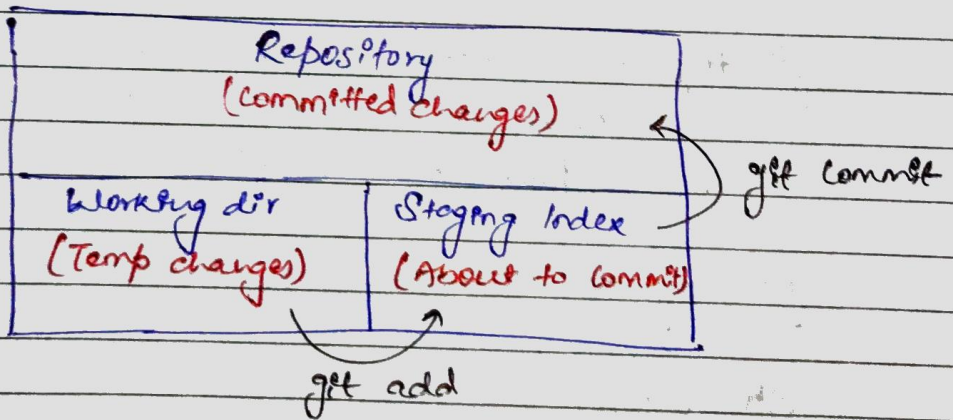 Repository
(Committed changes)
git commit
Working dir
(Temp changes)
Staging Index
(About to commit)
git add